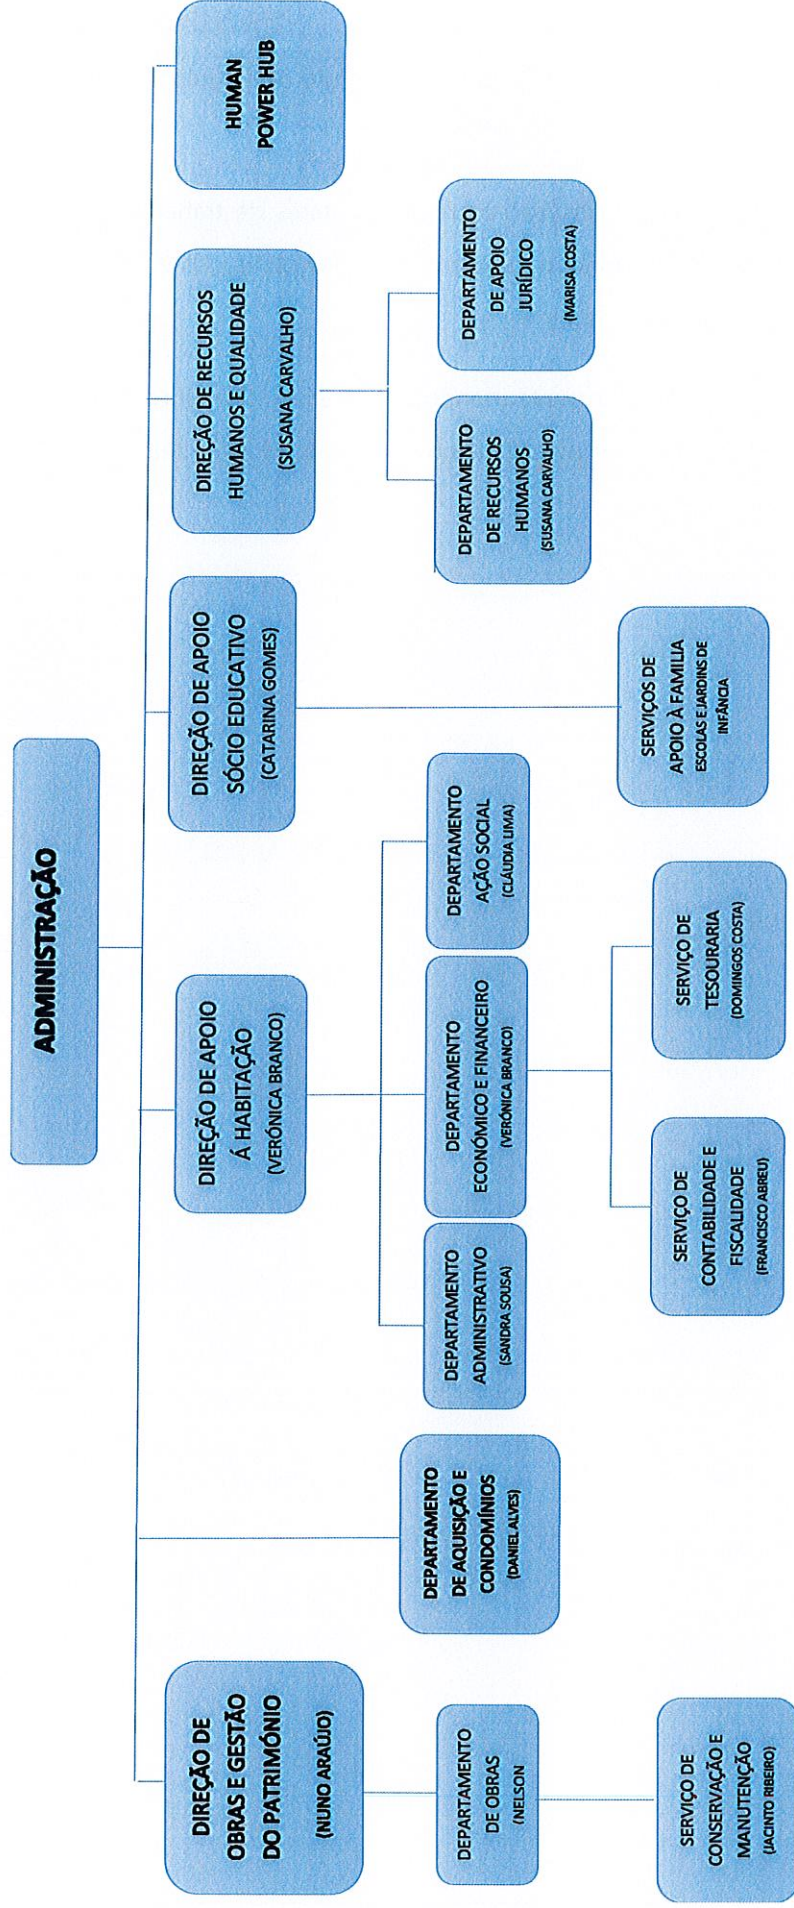 ADMINISTRAÇÃO
DIREÇÃO DE
OBRAS E GESTÃO
DO PATRIMÓNIO
(NUNO ARAÚJO)
DIREÇÃO DE APOIO
Á HABITAÇÃO
(VERÓNICA BRANCO)
DIREÇÃO DE APOIO
SÓCIO EDUCATIVO
(CATARINA GOMES)
DIREÇÃO DE RECURSOS
HUMANOS E QUALIDADE
(SUSANA CARVALHO)
HUMAN
POWER HUB
DEPARTAMENTO
DE OBRAS
(NELSON
DEPARTAMENTO
DE AQUISIÇÃO E
CONDOMÍNIOS
(DANIEL ALVES)
DEPARTAMENTO
ADMINISTRATIVO
(SANDRA SOUSA)
DEPARTAMENTO
ECONÓMICO E FINANCEIRO
(VERÓNICA BRANCO)
DEPARTAMENTO
AÇÃO SOCIAL
(CLÁUDIA LIMA)
DEPARTAMENTO
DE RECURSOS
HUMANOS
(SUSANA CARVALHO)
DEPARTAMENTO
DE APOIO
JURÍDICO
(MARISA COSTA)
SERVIÇO DE
CONSERVAÇÃO E
MANUTENÇÃO
(JACINTO RIBEIRO)
SERVIÇO DE
CONTABILIDADE E
FISCALIDADE
(FRANCISCO ABREU)
SERVIÇO DE
TESOURARIA
(DOMINGOS COSTA)
SERVIÇOS DE
APOIO À FAMILIA
ESCOLAS E JARDINS DE
INFÂNCIA